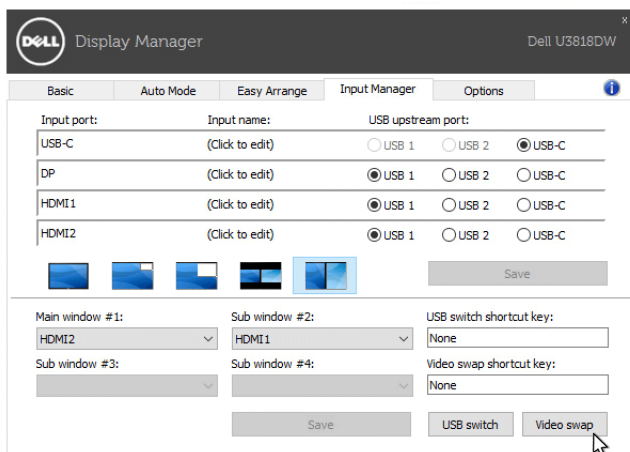 x
DELL Display Manager Dell U3818DW
Basic Auto Mode Easy Arrange Input Manager Options i
Input port: Input name: USB upstream port:
USB-C (Click to edit) USB 1 USB 2 USB-C
DP (Click to edit) USB 1 USB 2 USB-C
HDMI1 (Click to edit) USB 1 USB 2 USB-C
HDMI2 (Click to edit) USB 1 USB 2 USB-C
Save
Main window #1: Sub window #2: USB switch shortcut key:
HDMI2 HDMI1 None
Sub window #3: Sub window #4: Video swap shortcut key:
None
Save USB switch Video swap